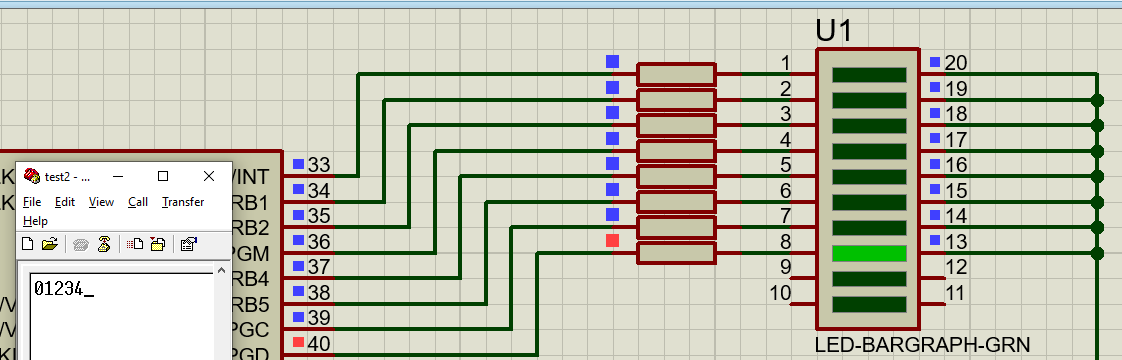 U1
1 20
2 19
3 18
4 17
5 16
6 15
7 14
8 13
9 12
10 11
LED-BARGRAPH-GRN
33
/INT
34
RB1
35
RB2
36
PGM
37
RB4
38
RB5
39
PGC
40
PGD
test2 - ...
File Edit View Call Transfer
Help
01234_